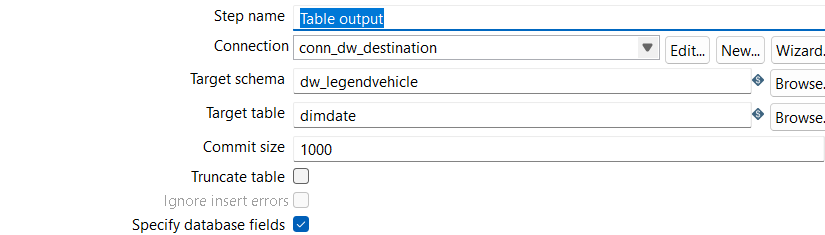 Step name Table output
Connection conn_dw_destination Edit... New... Wizard.
Target schema dw_legendvehicle Browse.
Target table dimdate Browse.
Commit size 1000
Truncate table
Ignore insert errors
Specify database fields